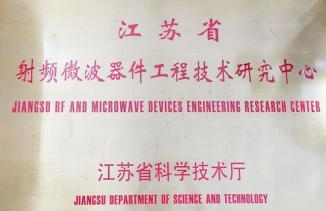 江苏省
射频微波器件工程技术研究中心
JIANGSU RF AND MICROWAVE DEVICES ENGINEERING RESEARCH CENTER
江苏省科学技术厅
JIANGSU DEPARTMENT OF SCIENCE AND TECHNOLOGY